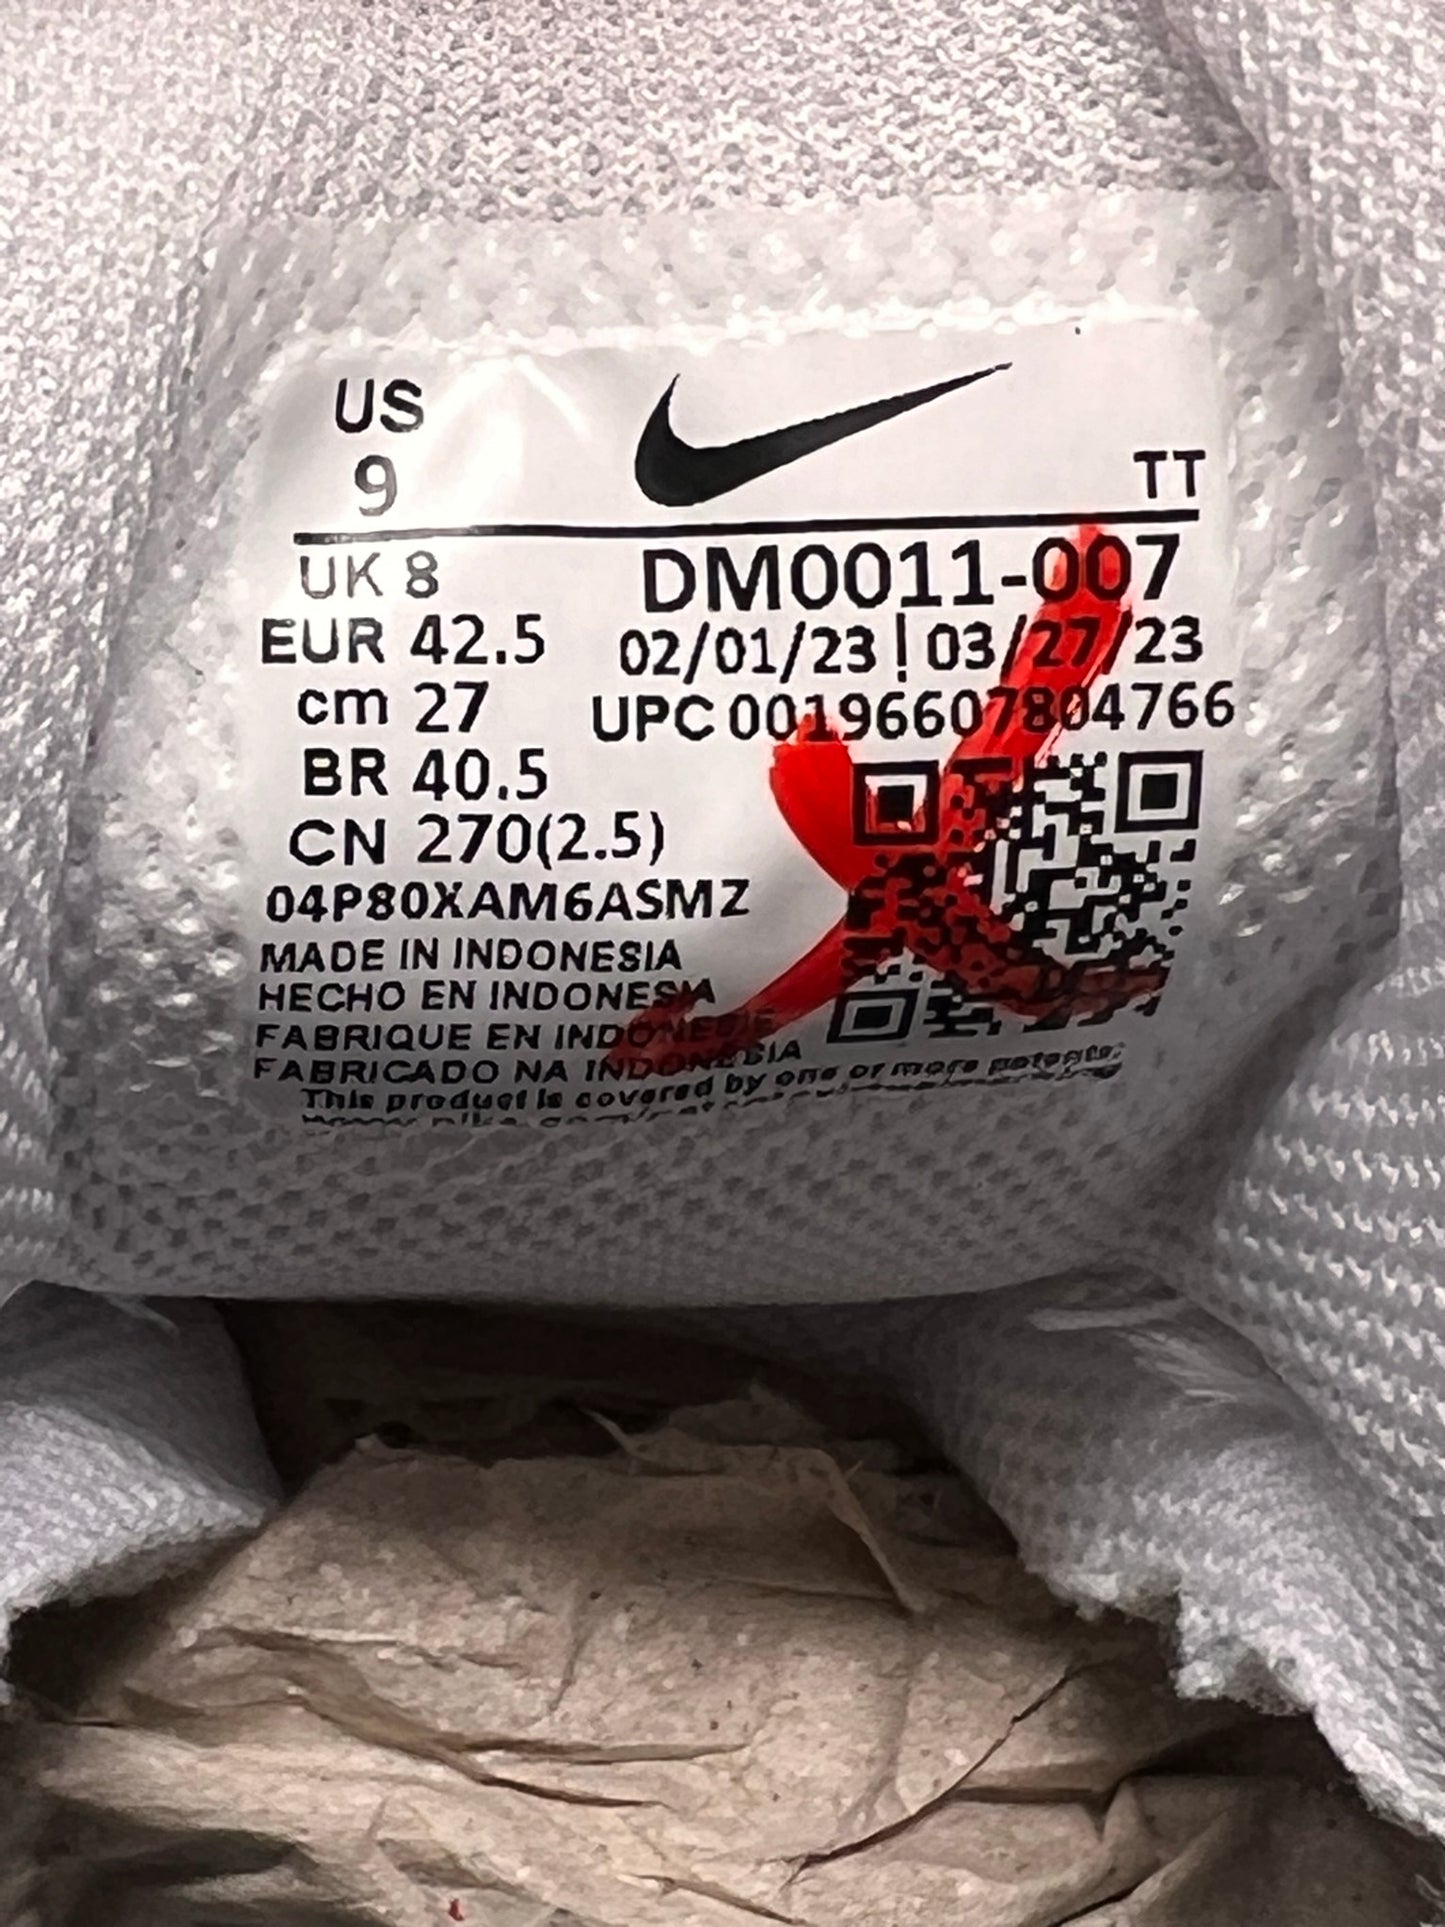 US
9
TT
UK 8
DM0011-007
EUR 42.5
02/01/23 | 03/27/23
cm 27
UPC 00196607804766
BR 40.5
CN 270(2.5)
04P80XAM6ASMZ
MADE IN INDONESIA
HECHO EN INDONESIA
FABRIQUE EN INDONESIE
FABRICADO NA INDONESIA
This product is covered by one or more patents.